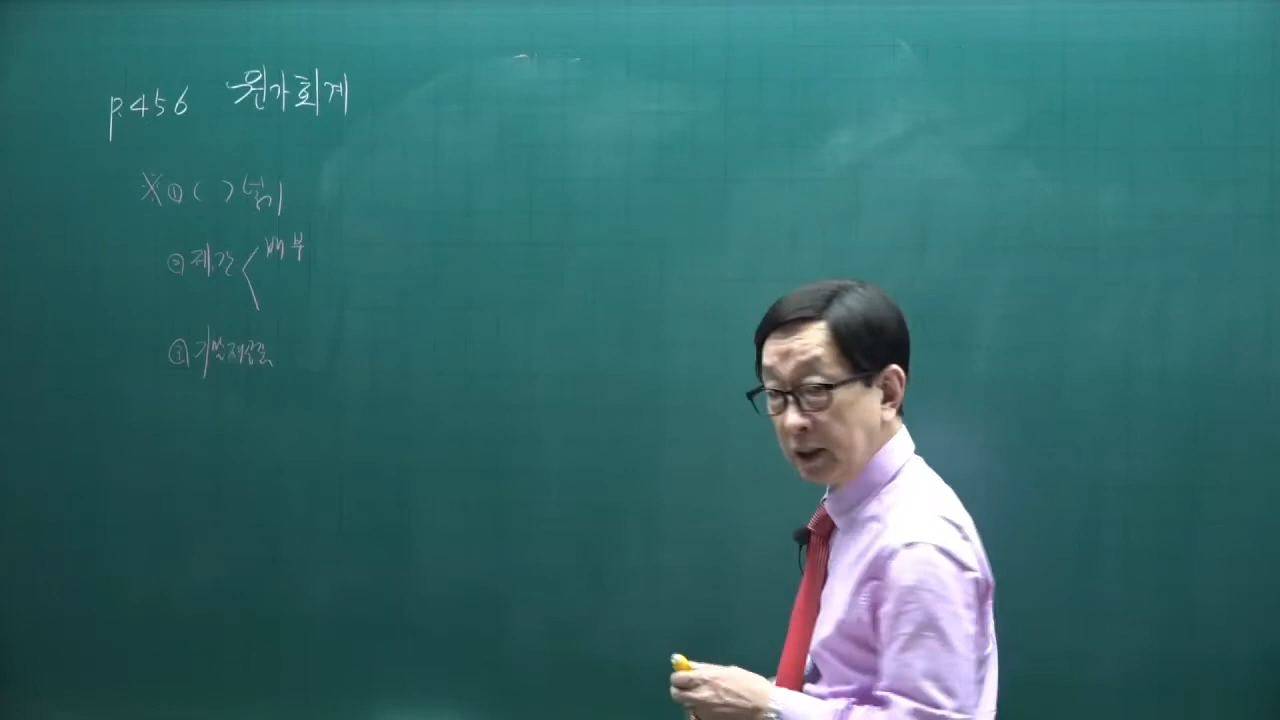 p.456 원가회계
※ ① ( ) 넣기
② 제간 < 배부
③ 기말재공품